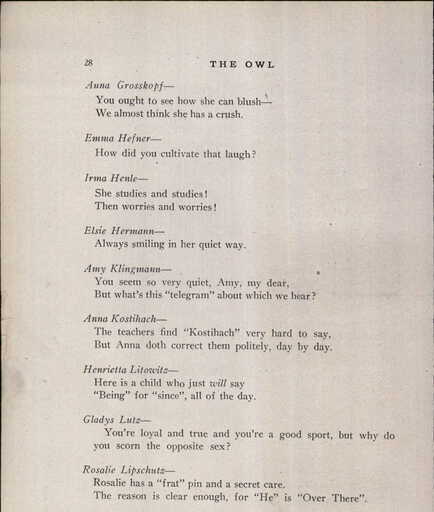 28 THE OWL
Anna Grosskopf—
You ought to see how she can blush—
We almost think she has a crush.
Emma Hefner—
How did you cultivate that laugh?
Irma Henle—
She studies and studies!
Then worries and worries!
Elsie Hermann—
Always smiling in her quiet way.
Amy Klingmann—
You seem so very quiet, Amy, my dear,
But what's this "telegram" about which we hear?
Anna Kostihach—
The teachers find "Kostihach" very hard to say,
But Anna doth correct them politely, day by day.
Henrietta Litowitz—
Here is a child who just will say
"Being" for "since", all of the day.
Gladys Lutz—
You're loyal and true and you're a good sport, but why do
you scorn the opposite sex?
Rosalie Lipschutz—
Rosalie has a "frat" pin and a secret care.
The reason is clear enough, for "He" is "Over There".